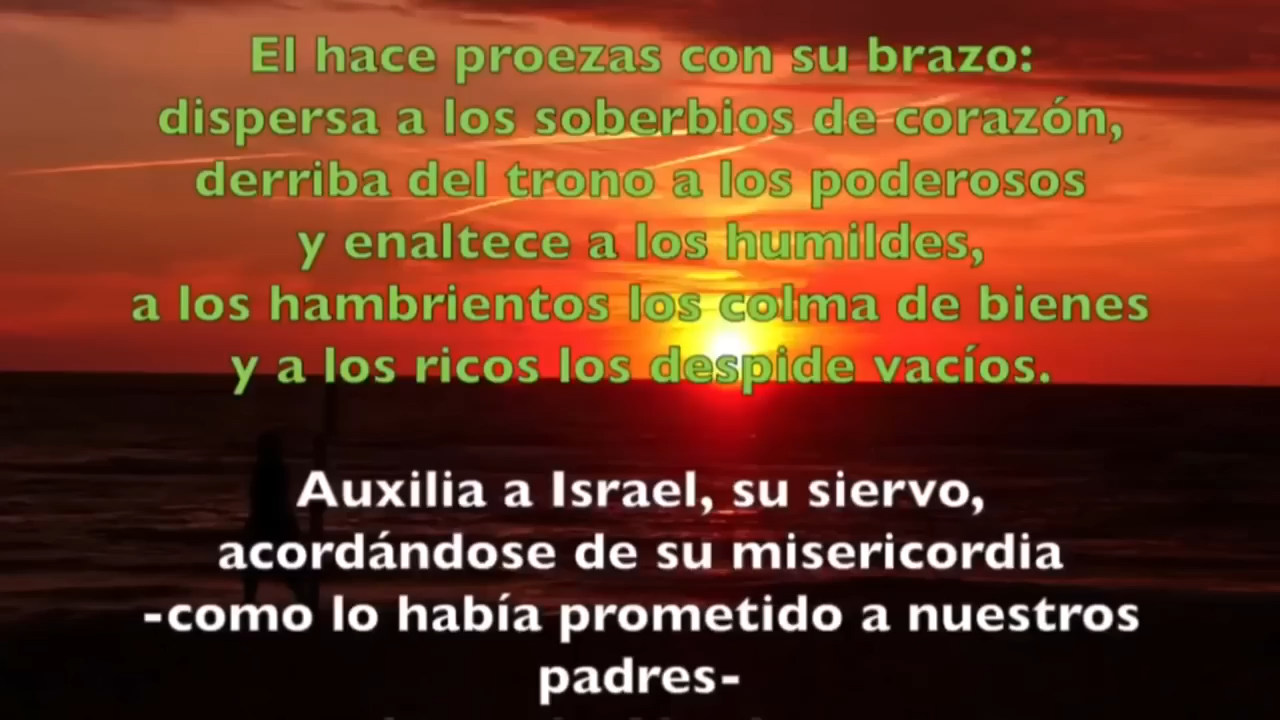 El hace proezas con su brazo:
dispersa a los soberbios de corazón,
derriba del trono a los poderosos
y enaltece a los humildes,
a los hambrientos los colma de bienes
y a los ricos los despide vacíos.
Auxilia a Israel, su siervo,
acordándose de su misericordia
-como lo había prometido a nuestros
padres-